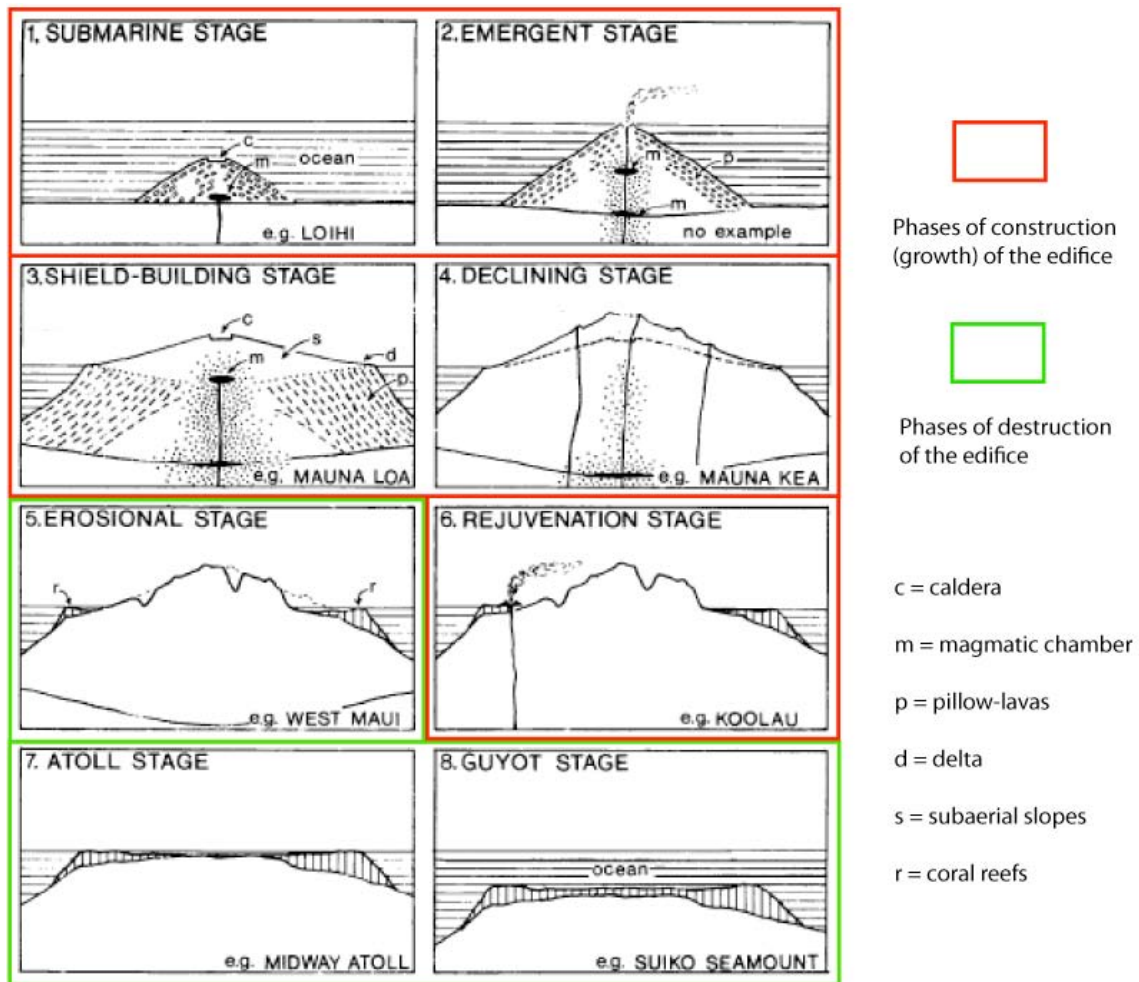 1. SUBMARINE STAGE
c
m
ocean
e.g. LOIHI
2. EMERGENT STAGE
m
p
m
no example
3. SHIELD-BUILDING STAGE
c
s
m
d
p
e.g. MAUNA LOA
4. DECLINING STAGE
e.g. MAUNA KEA
5. EROSIONAL STAGE
r
r
e.g. WEST MAUI
6. REJUVENATION STAGE
e.g. KOOLAU
7. ATOLL STAGE
e.g. MIDWAY ATOLL
8. GUYOT STAGE
ocean
e.g. SUIKO SEAMOUNT
Phases of construction
(growth) of the edifice
Phases of destruction
of the edifice
c = caldera
m = magmatic chamber
p = pillow-lavas
d = delta
s = subaerial slopes
r = coral reefs